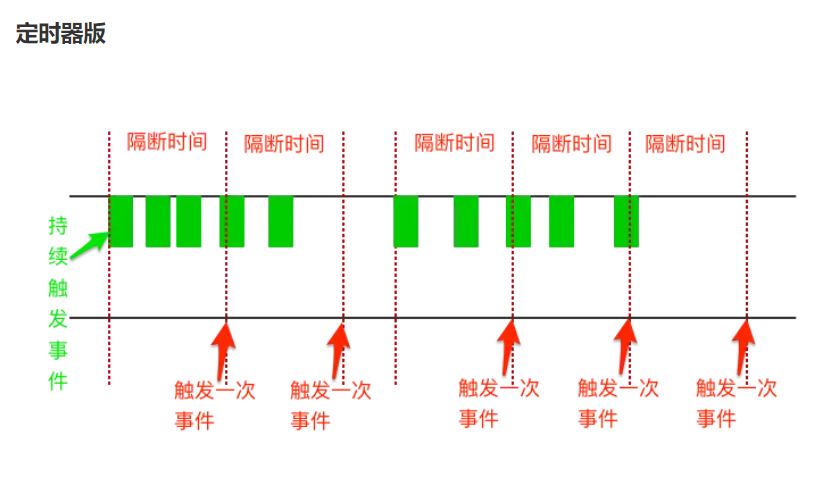 定时器版
隔断时间
隔断时间
隔断时间
隔断时间
隔断时间
持
续
触
发
事
件
触发一次
事件
触发一次
事件
触发一次
事件
触发一次
事件
触发一次
事件